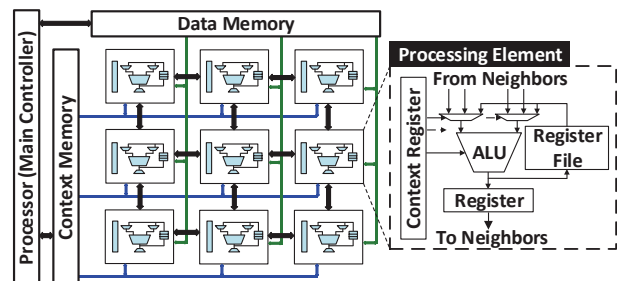 Processor (Main Controller)
Context Memory
Data Memory
Processing Element
From Neighbors
Context Register
ALU
Register
File
Register
To Neighbors